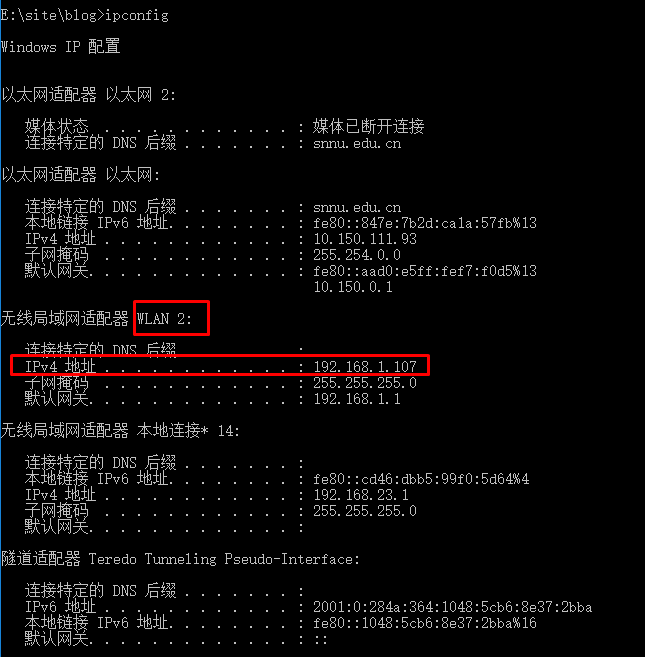 E:\site\blog>ipconfig
Windows IP 配置
以太网适配器 以太网 2:
媒体状态 . . . . . . . . . . . . : 媒体已断开连接
连接特定的 DNS 后缀 . . . . . . . : snnu.edu.cn
以太网适配器 以太网:
连接特定的 DNS 后缀 . . . . . . . : snnu.edu.cn
本地链接 IPv6 地址. . . . . . . . : fe80::847e:7b2d:ca1a:57fb%13
IPv4 地址 . . . . . . . . . . . . : 10.150.111.93
子网掩码 . . . . . . . . . . . . : 255.254.0.0
默认网关. . . . . . . . . . . . . : fe80::aad0:e5ff:fef7:f0d5%13
10.150.0.1
无线局域网适配器 WLAN 2:
连接特定的 DNS 后缀 . . . . . . . :
IPv4 地址 . . . . . . . . . . . . : 192.168.1.107
子网掩码 . . . . . . . . . . . . : 255.255.255.0
默认网关. . . . . . . . . . . . . : 192.168.1.1
无线局域网适配器 本地连接* 14:
连接特定的 DNS 后缀 . . . . . . . :
本地链接 IPv6 地址. . . . . . . . : fe80::cd46:dbb5:99f0:5d64%4
IPv4 地址 . . . . . . . . . . . . : 192.168.23.1
子网掩码 . . . . . . . . . . . . : 255.255.255.0
默认网关. . . . . . . . . . . . . :
隧道适配器 Teredo Tunneling Pseudo-Interface:
连接特定的 DNS 后缀 . . . . . . . :
IPv6 地址 . . . . . . . . . . . . : 2001:0:284a:364:1048:5cb6:8e37:2bba
本地链接 IPv6 地址. . . . . . . . : fe80::1048:5cb6:8e37:2bba%16
默认网关. . . . . . . . . . . . . : ::